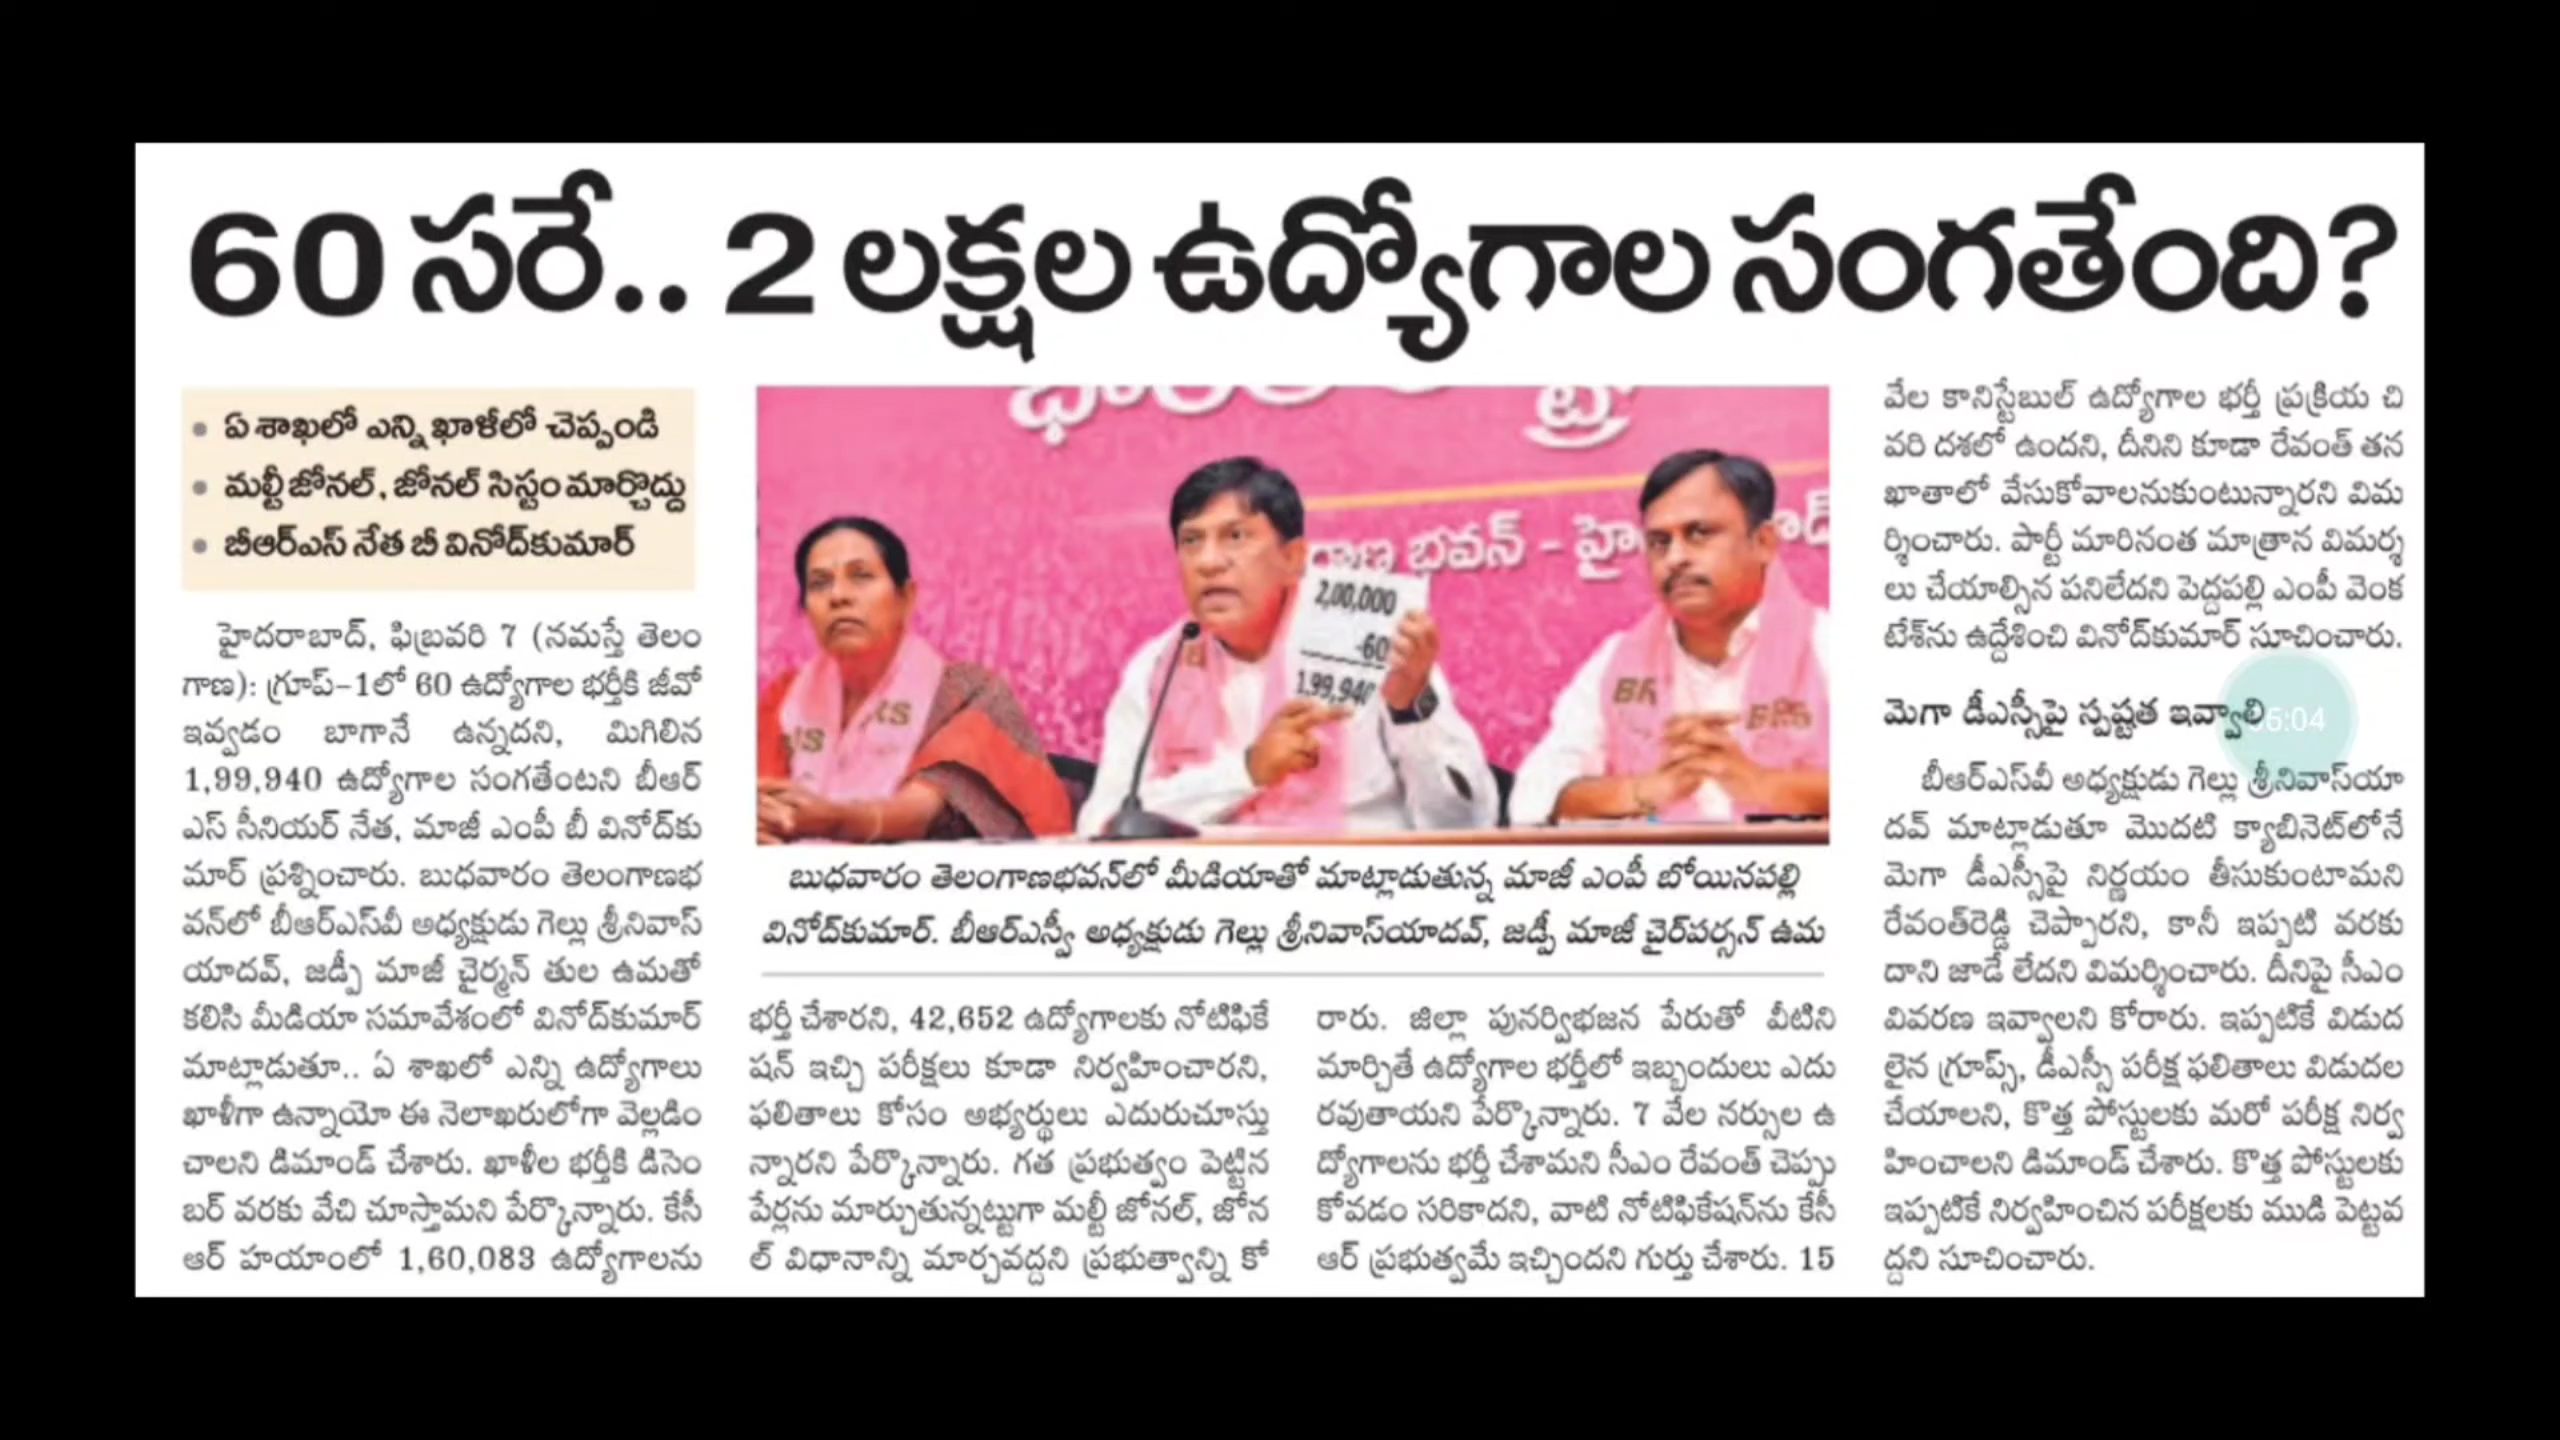 60 సరే.. 2 లక్షల ఉద్యోగాల సంగతేంది?
ఏ శాఖలో ఎన్ని ఖాళీలో చెప్పండి
మల్టీజోనల్, జోనల్ సిస్టం మార్చొద్దు
బీఆర్ఎస్ నేత బీ వినోద్‌కుమార్
హైదరాబాద్, ఫిబ్రవరి 7 (నమస్తే తెలం
గాణ): గ్రూప్-1లో 60 ఉద్యోగాల భర్తీకి జీవో
ఇవ్వడం బాగానే ఉన్నదని, మిగిలిన
1,99,940 ఉద్యోగాల సంగతేంటని బీఆర్
ఎస్ సీనియర్ నేత, మాజీ ఎంపీ బీ వినోద్‌కు
మార్ ప్రశ్నించారు. బుధవారం తెలంగాణభ
వన్‌లో బీఆర్ఎస్‌వీ అధ్యక్షుడు గెల్లు శ్రీనివాస్
యాదవ్, జడ్పీ మాజీ చైర్మన్ తుల ఉమతో
కలిసి మీడియా సమావేశంలో వినోద్‌కుమార్
మాట్లాడుతూ.. ఏ శాఖలో ఎన్ని ఉద్యోగాలు
ఖాళీగా ఉన్నాయో ఈ నెలాఖరులోగా వెల్లడిం
చాలని డిమాండ్ చేశారు. ఖాళీల భర్తీకి డిసెం
బర్ వరకు వేచి చూస్తామని పేర్కొన్నారు. కేసీ
ఆర్ హయాంలో 1,60,083 ఉద్యోగాలను
గాణ భవన్ - హై
2,00,000
-60
1,99,940
RS
BR
BRS
బుధవారం తెలంగాణభవన్‌లో మీడియాతో మాట్లాడుతున్న మాజీ ఎంపీ బోయినపల్లి
వినోద్‌కుమార్. బీఆర్ఎస్వీ అధ్యక్షుడు గెల్లు శ్రీనివాస్‌యాదవ్, జడ్పీ మాజీ చైర్‌పర్సన్ ఉమ
భర్తీ చేశారని, 42,652 ఉద్యోగాలకు నోటిఫికే
షన్ ఇచ్చి పరీక్షలు కూడా నిర్వహించారని,
ఫలితాలు కోసం అభ్యర్థులు ఎదురుచూస్తు
న్నారని పేర్కొన్నారు. గత ప్రభుత్వం పెట్టిన
పేర్లను మార్చుతున్నట్టుగా మల్టీ జోనల్, జోన
ల్ విధానాన్ని మార్చవద్దని ప్రభుత్వాన్ని కో
రారు. జిల్లా పునర్విభజన పేరుతో వీటిని
మార్చితే ఉద్యోగాల భర్తీలో ఇబ్బందులు ఎదు
రవుతాయని పేర్కొన్నారు. 7 వేల నర్సుల ఉ
ద్యోగాలను భర్తీ చేశామని సీఎం రేవంత్ చెప్పు
కోవడం సరికాదని, వాటి నోటిఫికేషన్‌ను కేసీ
ఆర్ ప్రభుత్వమే ఇచ్చిందని గుర్తు చేశారు. 15
వేల కానిస్టేబుల్ ఉద్యోగాల భర్తీ ప్రక్రియ చి
వరి దశలో ఉందని, దీనిని కూడా రేవంత్ తన
ఖాతాలో వేసుకోవాలనుకుంటున్నారని విమ
ర్శించారు. పార్టీ మారినంత మాత్రాన విమర్శ
లు చేయాల్సిన పనిలేదని పెద్దపల్లి ఎంపీ వెంక
టేశ్‌ను ఉద్దేశించి వినోద్‌కుమార్ సూచించారు.
మెగా డీఎస్సీపై స్పష్టత ఇవ్వాలి
బీఆర్ఎస్‌వీ అధ్యక్షుడు గెల్లు శ్రీనివాస్‌యా
దవ్ మాట్లాడుతూ మొదటి క్యాబినెట్‌లోనే
మెగా డీఎస్సీపై నిర్ణయం తీసుకుంటామని
రేవంత్‌రెడ్డి చెప్పారని, కానీ ఇప్పటి వరకు
దాని జాడే లేదని విమర్శించారు. దీనిపై సీఎం
వివరణ ఇవ్వాలని కోరారు. ఇప్పటికే విడుద
లైన గ్రూప్స్, డీఎస్సీ పరీక్ష ఫలితాలు విడుదల
చేయాలని, కొత్త పోస్టులకు మరో పరీక్ష నిర్వ
హించాలని డిమాండ్ చేశారు. కొత్త పోస్టులకు
ఇప్పటికే నిర్వహించిన పరీక్షలకు ముడి పెట్టవ
ద్దని సూచించారు.